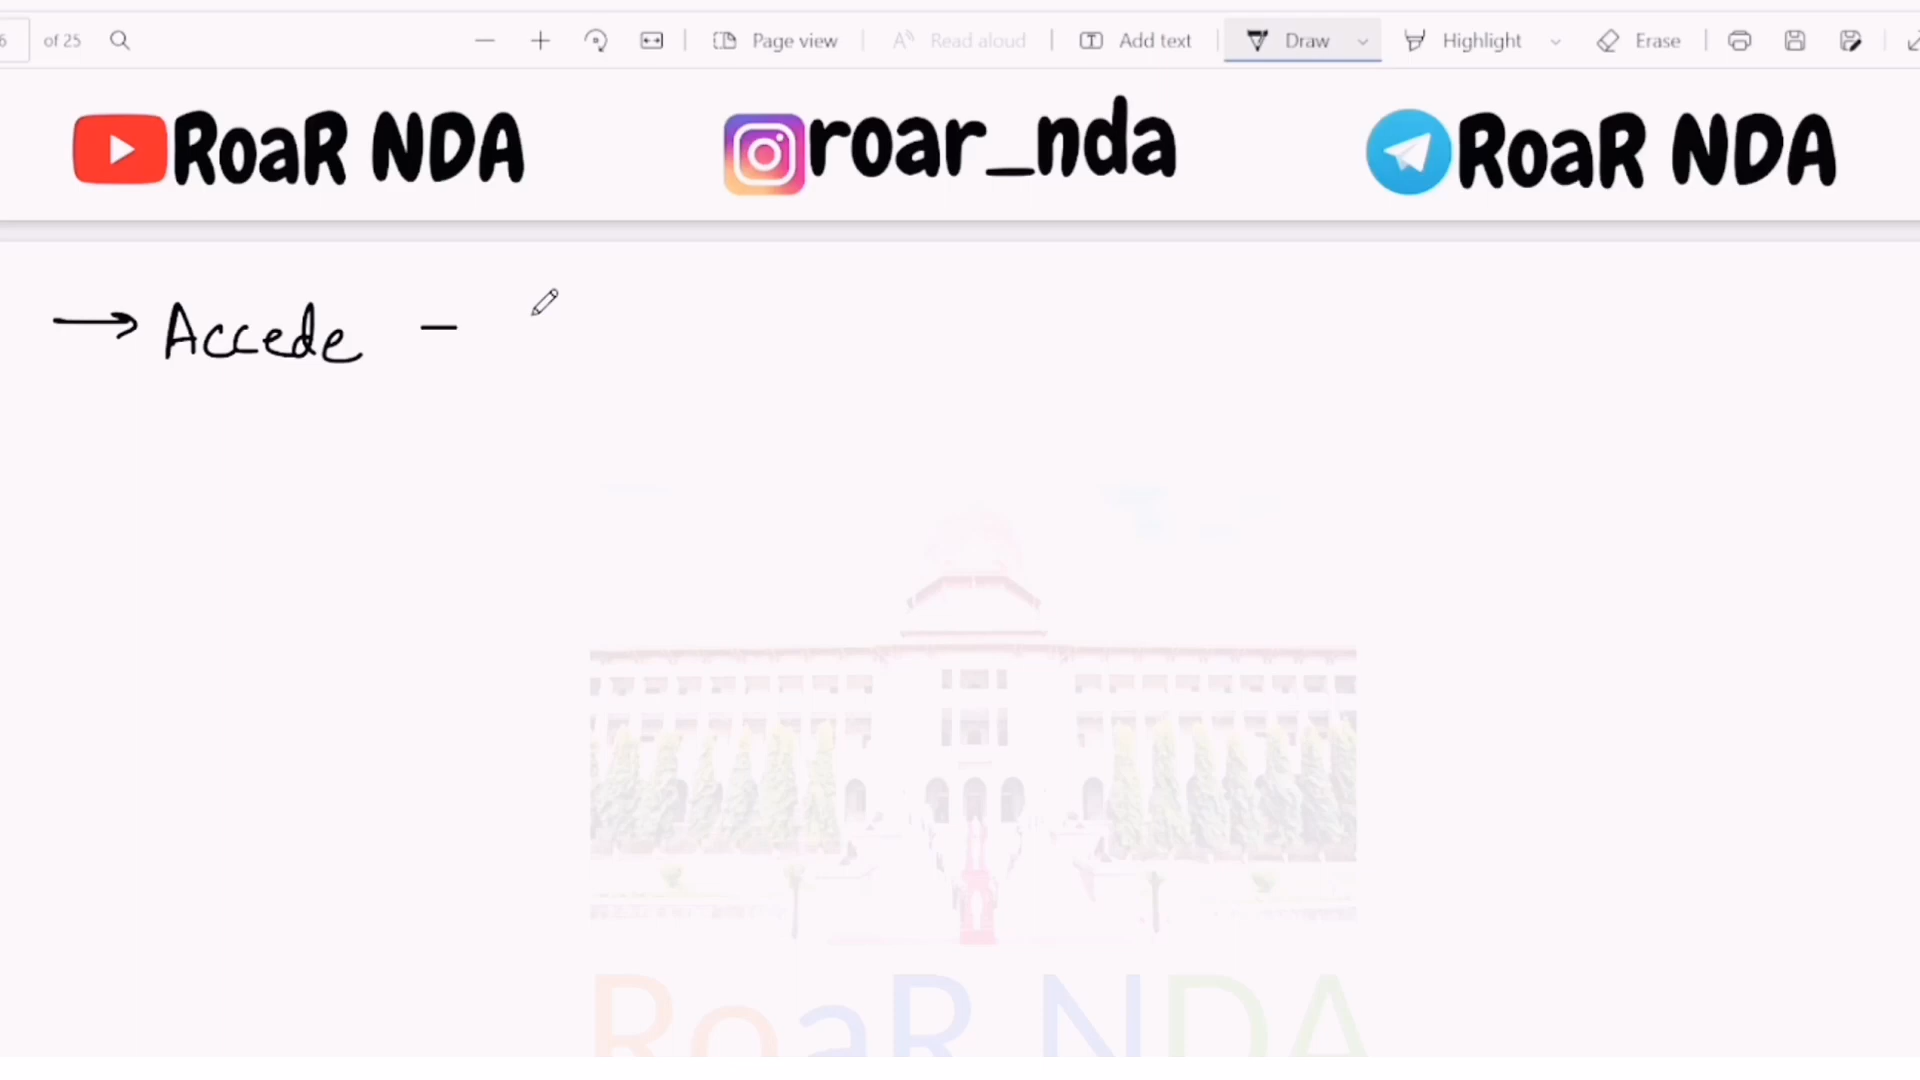 6 of 25 Page view Read aloud Add text Draw Highlight Erase
RoaR NDA roar_nda RoaR NDA
→ Accede –
RoaR NDA